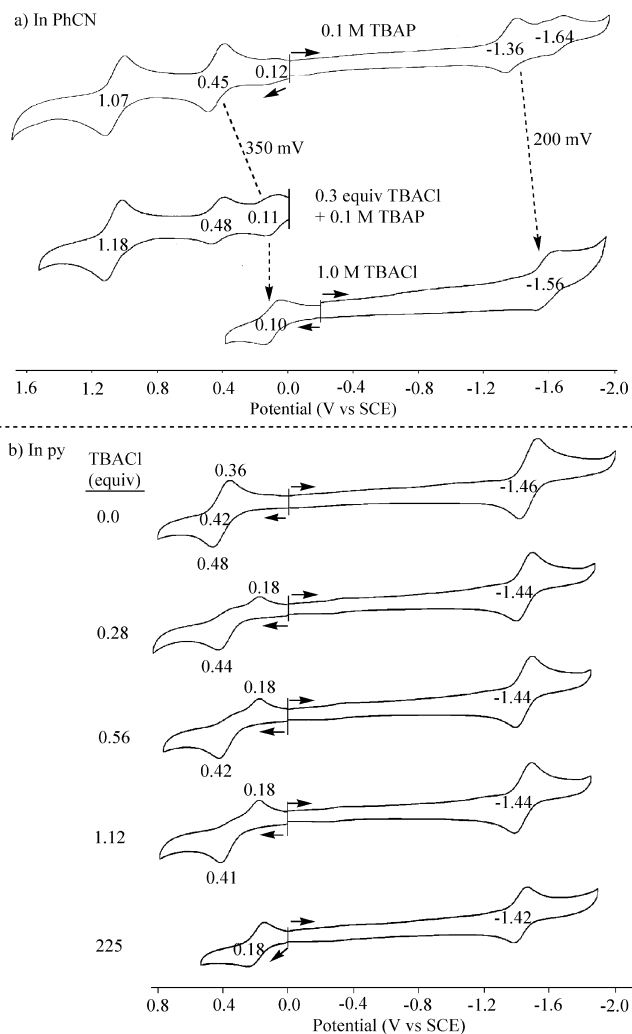 a) In PhCN
0.1 M TBAP
1.07
0.45
0.12
-1.36
-1.64
350 mV
200 mV
1.18
0.48
0.11
0.3 equiv TBACl
+ 0.1 M TBAP
1.0 M TBACl
0.10
-1.56
1.6 1.2 0.8 0.4 0.0 -0.4 -0.8 -1.2 -1.6 -2.0
Potential (V vs SCE)
b) In py
TBACl
(equiv)
0.0
0.36
0.42
0.48
-1.46
0.28
0.18
0.44
-1.44
0.56
0.18
0.42
-1.44
1.12
0.18
0.41
-1.44
225
0.18
-1.42
0.8 0.4 0.0 -0.4 -0.8 -1.2 -1.6 -2.0
Potential (V vs SCE)